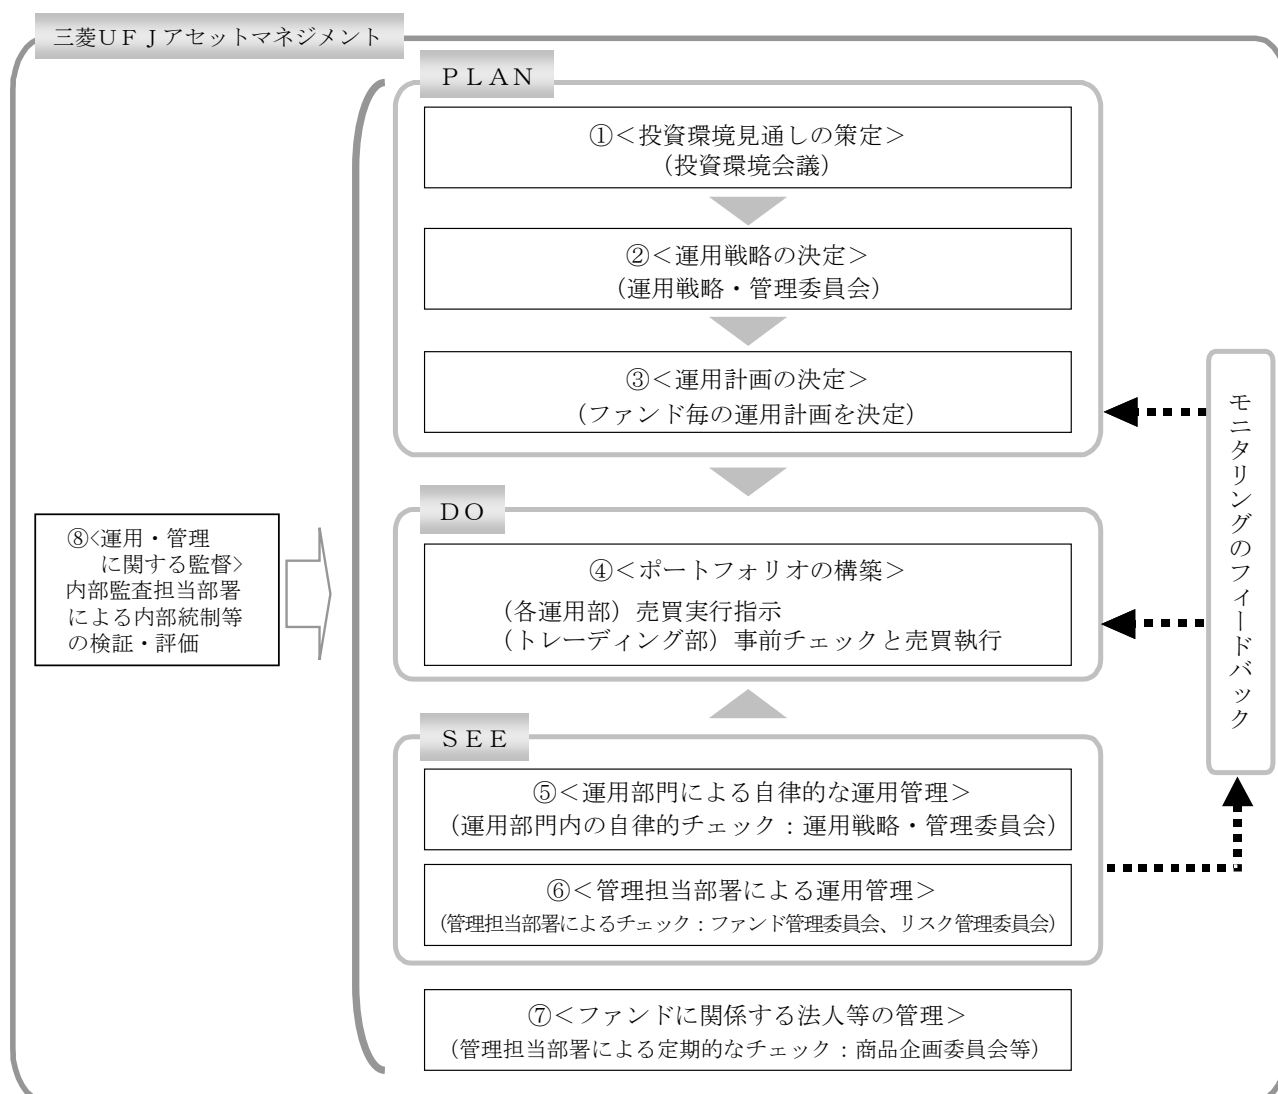 三菱ＵＦＪアセットマネジメント
ＰＬＡＮ
①＜投資環境見通しの策定＞
（投資環境会議）
②＜運用戦略の決定＞
（運用戦略・管理委員会）
③＜運用計画の決定＞
（ファンド毎の運用計画を決定）
ＤＯ
④＜ポートフォリオの構築＞
（各運用部）売買実行指示
（トレーディング部）事前チェックと売買執行
ＳＥＥ
⑤＜運用部門による自律的な運用管理＞
（運用部門内の自律的チェック：運用戦略・管理委員会）
⑥＜管理担当部署による運用管理＞
（管理担当部署によるチェック：ファンド管理委員会、リスク管理委員会）
⑦＜ファンドに関係する法人等の管理＞
（管理担当部署による定期的なチェック：商品企画委員会等）
⑧〈運用・管理
に関する監督〉
内部監査担当部署
による内部統制等
の検証・評価
モニタリングのフィードバック